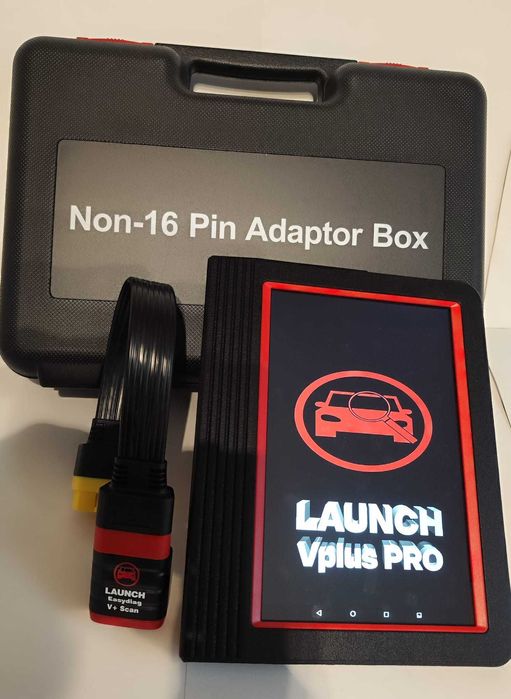 Non-16 Pin Adaptor Box
LAUNCH
Vplus PRO
LAUNCH
Easydiag
V+ Scan